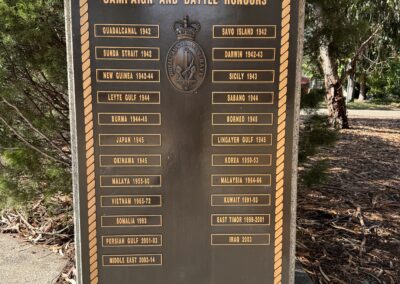 CAMPAIGN AND BATTLE HONOURS
GUADALCANAL 1942
SUNDA STRAIT 1942
NEW GUINEA 1942-44
LEYTE GULF 1944
BURMA 1944-45
JAPAN 1945
OKINAWA 1945
MALAYA 1955-60
VIETNAM 1965-72
SOMALIA 1993
PERSIAN GULF 2001-03
MIDDLE EAST 2003-14
SAVO ISLAND 1942
DARWIN 1942-43
SICILY 1943
SABANG 1944
BORNEO 1945
LINGAYEN GULF 1945
KOREA 1950-53
MALAYSIA 1964-66
KUWAIT 1991-03
EAST TIMOR 1999-2001
IRAQ 2003